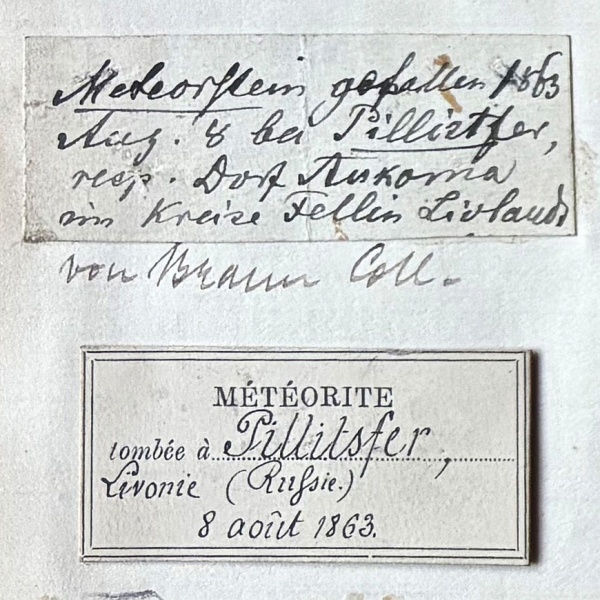 Meteorstein gefallen 1863
Aug. 8 bei Pillistfer,
resp. Dorf Aukoma
im Kreise Fellin Livlands
von Braun Coll.
MÉTÉORITE
tombée à Pillitsfer,
Livonie (Russie.)
8 août 1863.